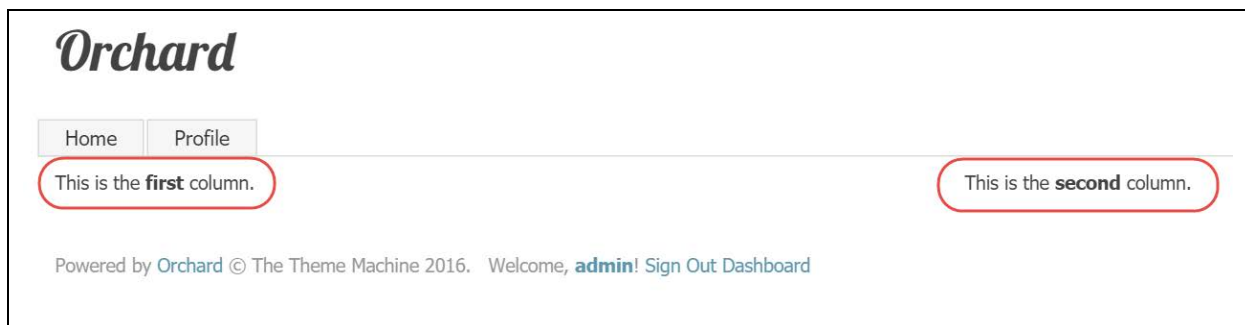 Orchard
Home Profile
This is the first column. This is the second column.
Powered by Orchard © The Theme Machine 2016. Welcome, admin! Sign Out Dashboard